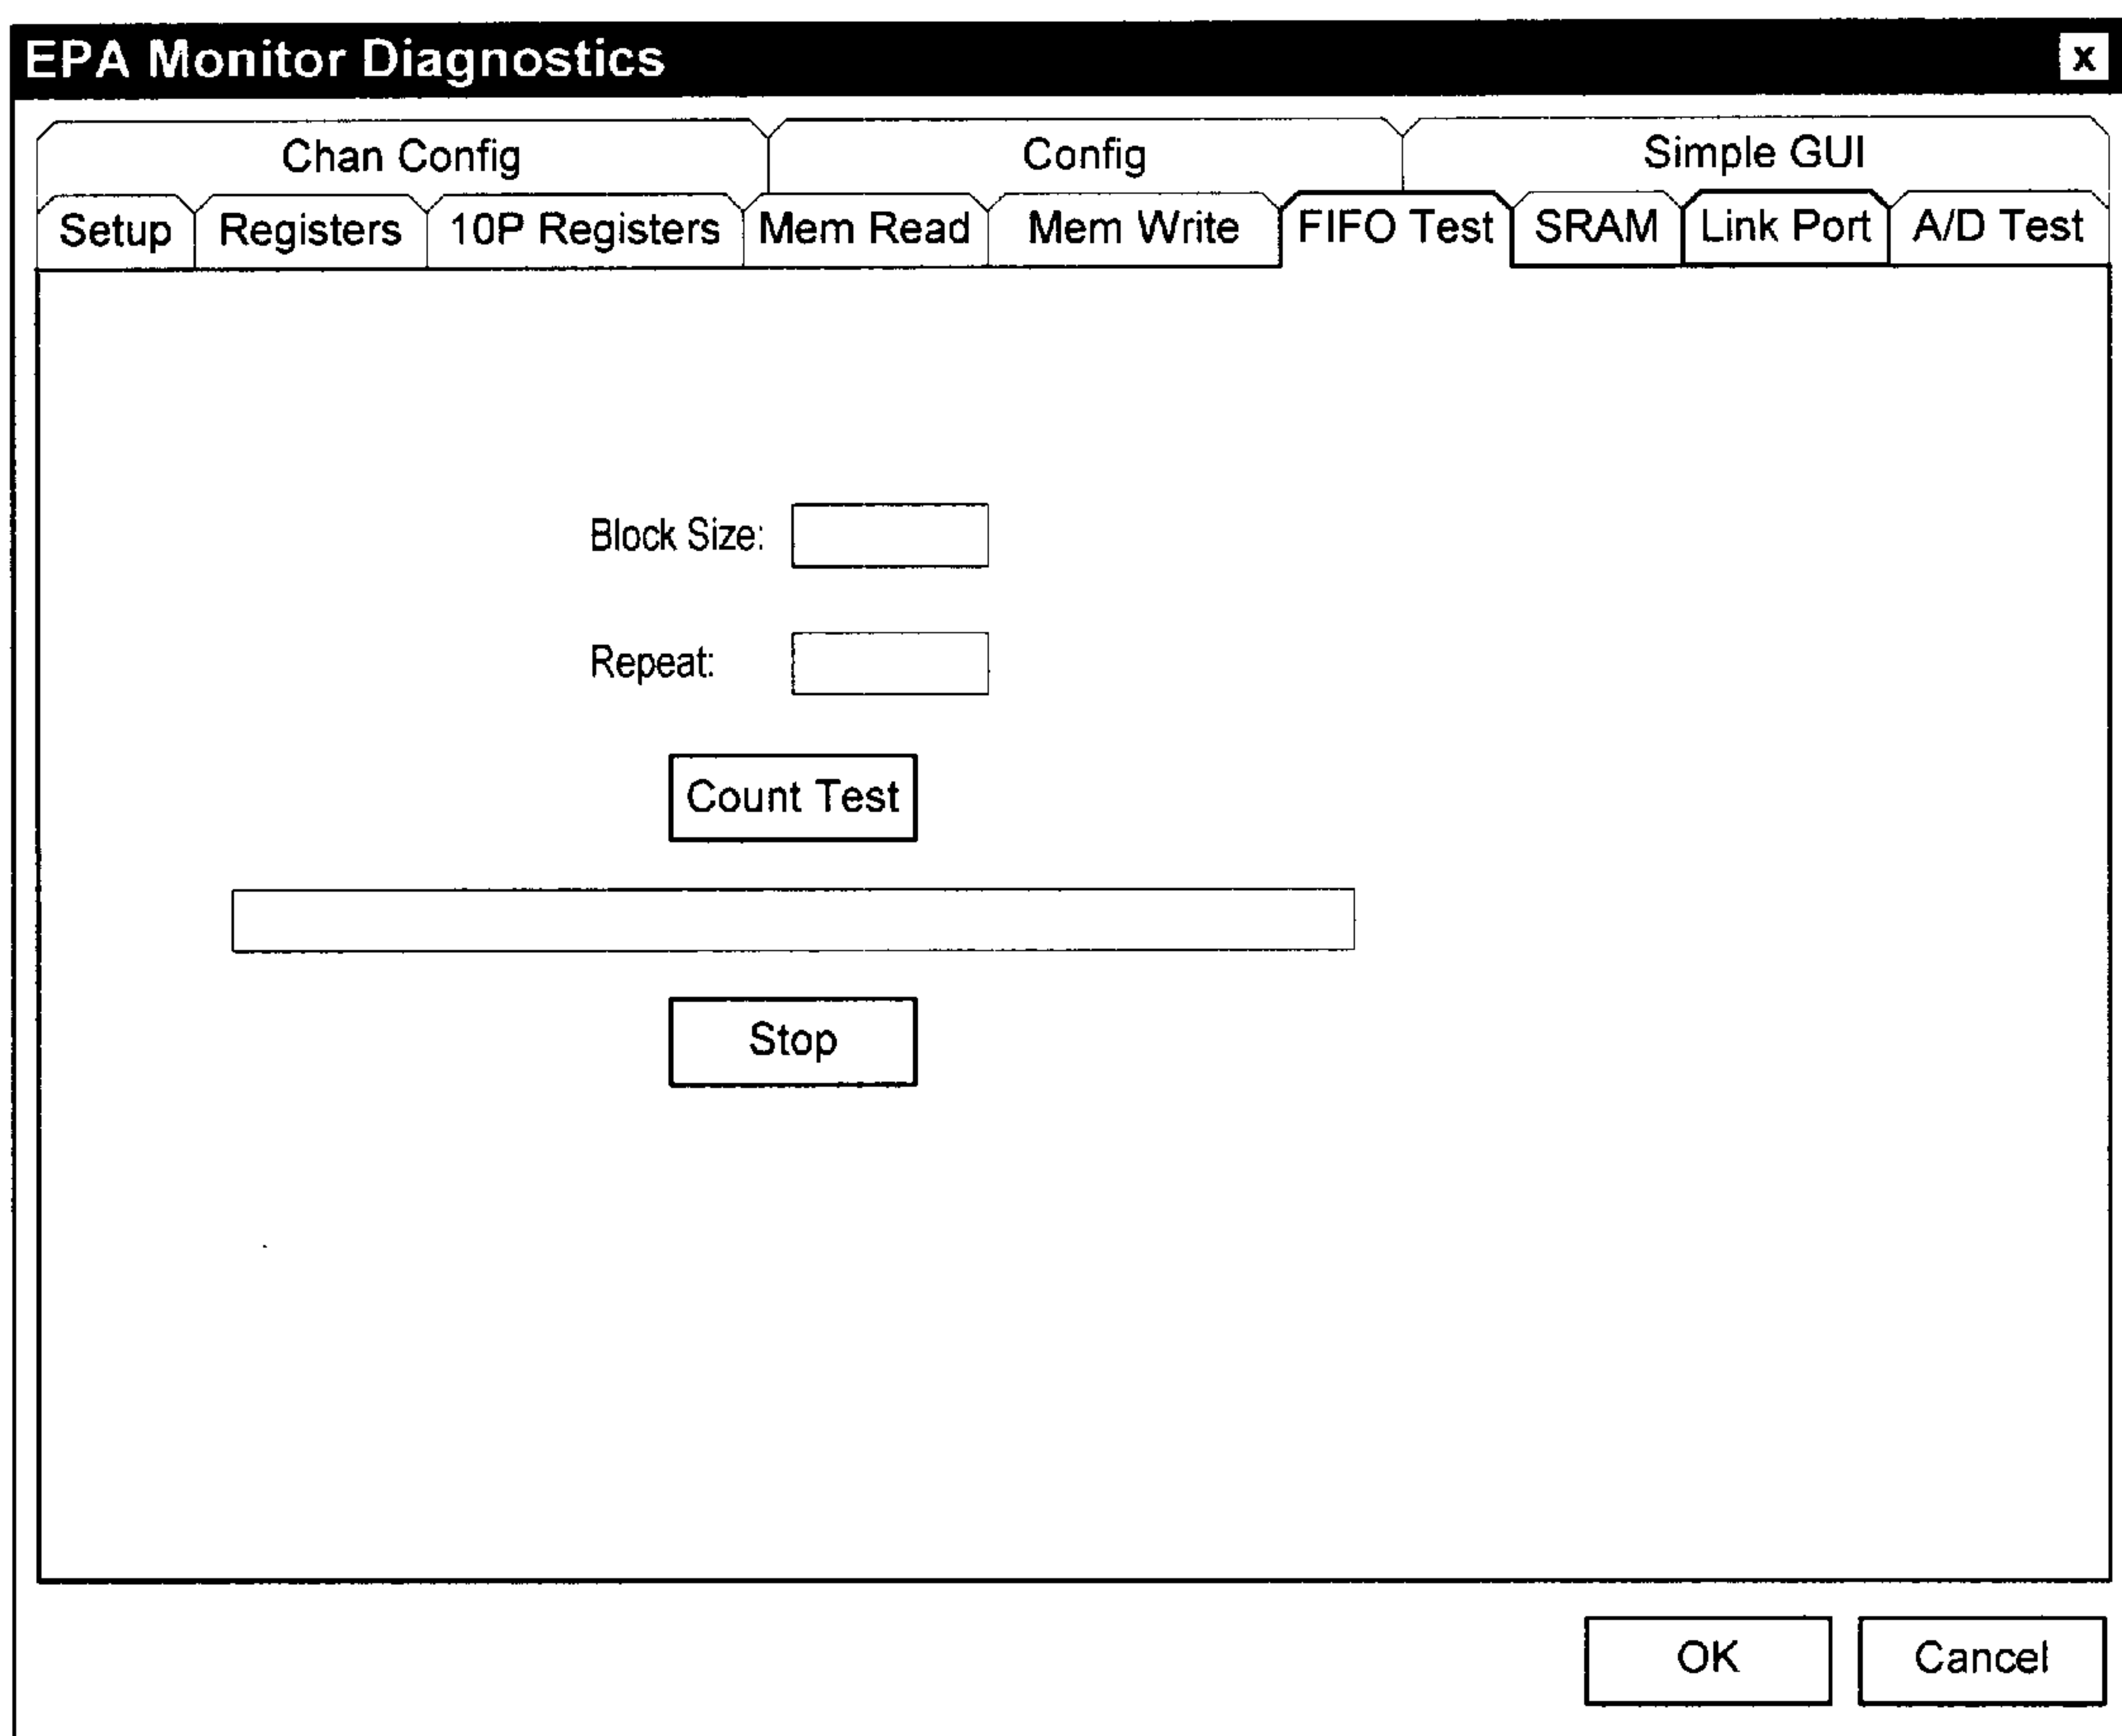 EPA Monitor Diagnostics x
Chan Config Config Simple GUI
Setup Registers 10P Registers Mem Read Mem Write FIFO Test SRAM Link Port A/D Test
Block Size:
Repeat:
Count Test
Stop
OK Cancel